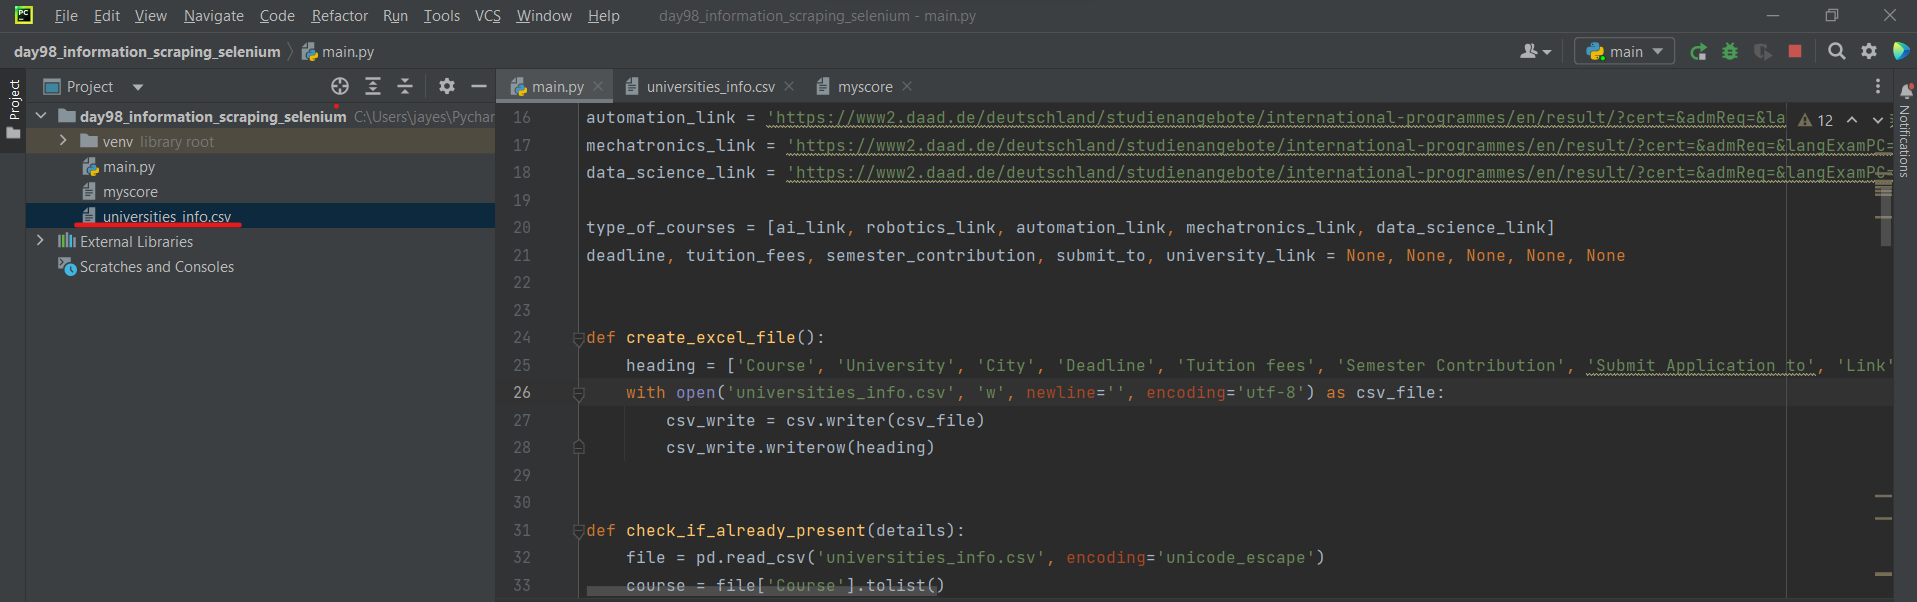 PC
File Edit View Navigate Code Refactor Run Tools VCS Window Help day98_information_scraping_selenium - main.py
day98_information_scraping_selenium main.py
main
Project
Project
main.py universities_info.csv myscore
day98_information_scraping_selenium C:\Users\jayes\Pychar
venv library root
main.py
myscore
universities_info.csv
External Libraries
Scratches and Consoles
16 automation_link = 'https://www2.daad.de/deutschland/studienangebote/international-programmes/en/result/?cert=&admReq=&la
12
17 mechatronics_link = 'https://www2.daad.de/deutschland/studienangebote/international-programmes/en/result/?cert=&admReq=&langExamPC=
18 data_science_link = 'https://www2.daad.de/deutschland/studienangebote/international-programmes/en/result/?cert=&admReq=&langExamPC=
19
20 type_of_courses = [ai_link, robotics_link, automation_link, mechatronics_link, data_science_link]
21 deadline, tuition_fees, semester_contribution, submit_to, university_link = None, None, None, None, None
22
23
24 def create_excel_file():
25 heading = ['Course', 'University', 'City', 'Deadline', 'Tuition fees', 'Semester Contribution', 'Submit Application to', 'Link'
26 with open('universities_info.csv', 'w', newline='', encoding='utf-8') as csv_file:
27 csv_write = csv.writer(csv_file)
28 csv_write.writerow(heading)
29
30
31 def check_if_already_present(details):
32 file = pd.read_csv('universities_info.csv', encoding='unicode_escape')
33 course = file['Course'].tolist()
Notifications